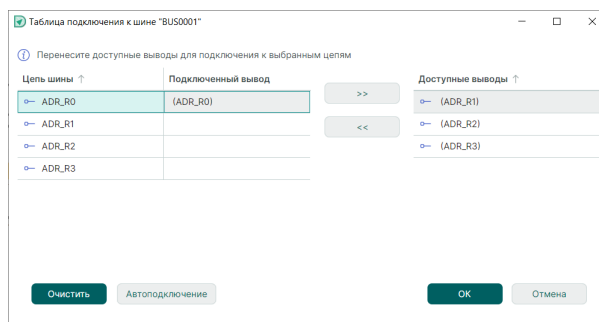 Таблица подключения к шине "BUS0001"
Перенесите доступные выводы для подключения к выбранным цепям
Цепь шины ↑ Подключенный вывод
ADR_R0 (ADR_R0)
ADR_R1
ADR_R2
ADR_R3
>>
<<
Доступные выводы ↑
(ADR_R1)
(ADR_R2)
(ADR_R3)
Очистить Автоподключение ОК Отмена